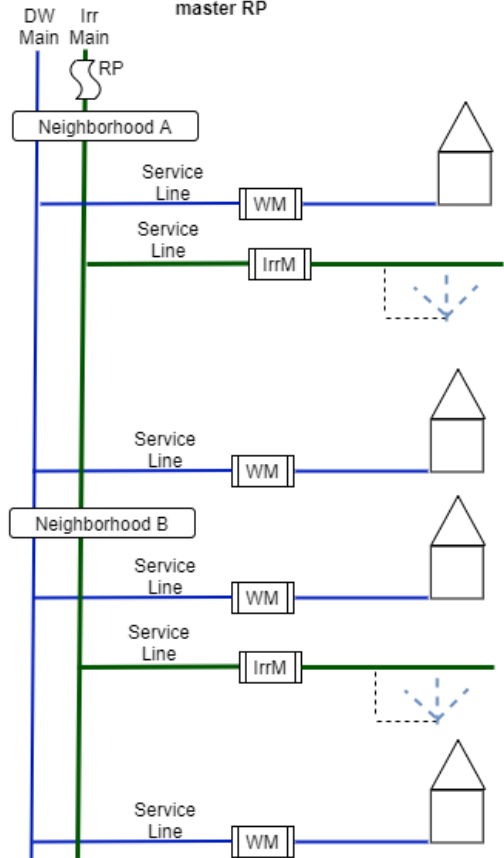 master RP
DW
Main
Irr
Main
RP
Neighborhood A
Service
Line
WM
Service
Line
IrrM
Service
Line
WM
Neighborhood B
Service
Line
WM
Service
Line
IrrM
Service
Line
WM